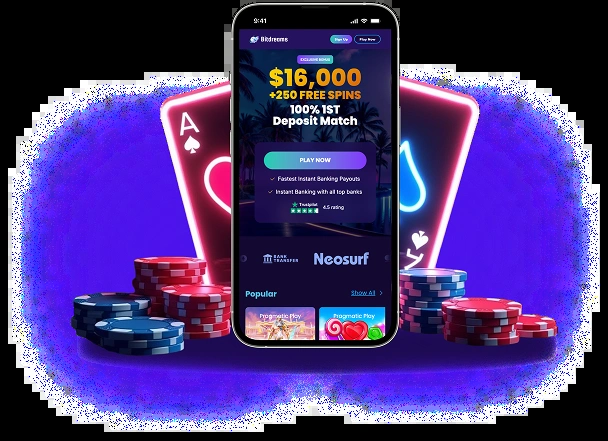 9:41
Bitdreams
Sign Up
Play Now
EXCLUSIVE BONUS
$16,000
+250 FREE SPINS
100% 1ST
Deposit Match
PLAY NOW
Fastest Instant Banking Payouts
Instant Banking with all top banks
Trustpilot
4.5 rating
BANK
TRANSFER
Neosurf
Popular
Show All
Pragmatic Play
Pragmatic Play
A
A